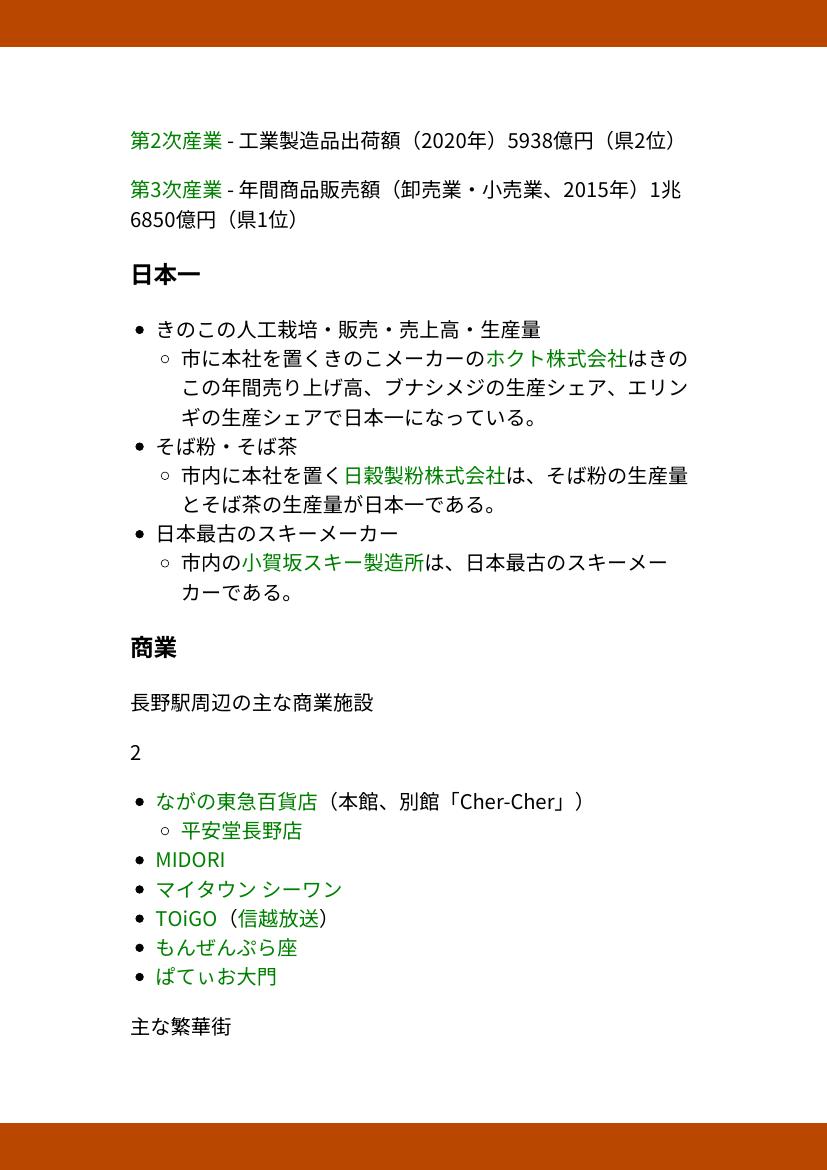 第2次産業 - 工業製造品出荷額（2020年）5938億円（県2位）
第3次産業 - 年間商品販売額（卸売業・小売業、2015年）1兆
6850億円（県1位）
日本一
• きのこの人工栽培・販売・売上高・生産量
◦ 市に本社を置くきのこメーカーのホクト株式会社はきの
この年間売り上げ高、ブナシメジの生産シェア、エリン
ギの生産シェアで日本一になっている。
• そば粉・そば茶
◦ 市内に本社を置く日穀製粉株式会社は、そば粉の生産量
とそば茶の生産量が日本一である。
• 日本最古のスキーメーカー
◦ 市内の小賀坂スキー製造所は、日本最古のスキーメー
カーである。
商業
長野駅周辺の主な商業施設
2
• ながの東急百貨店（本館、別館「Cher-Cher」）
◦ 平安堂長野店
• MIDORI
• マイタウン シーワン
• TOiGO（信越放送）
• もんぜんぷら座
• ぱてぃお大門
主な繁華街